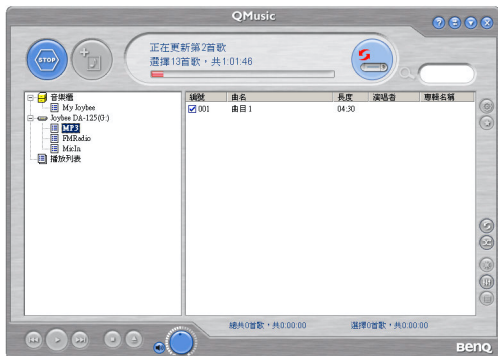 QMusic
STOP
正在更新第2首歌
選擇13首歌，共1:01:46
音樂櫃
My Joybee
Joybee DA-125(G:)
MP3
FMRadio
MicIn
播放列表
編號 曲名 長度 演唱者 專輯名稱
001 曲目 1 04:30
總共0首歌，共0:00:00 選擇0首歌，共0:00:00
BenQ